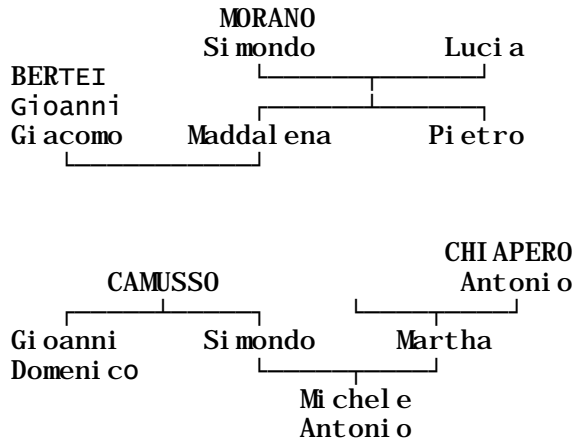 MORANO
Simondo Lucia
BERTEI
Gioanni
Giacomo Maddalena Pietro
CHIAPERO
CAMUSSO Antonio
Gioanni Simondo Martha
Domenico
Michele
Antonio